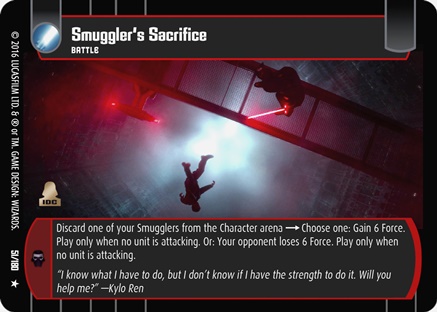 Smuggler's Sacrifice
BATTLE
© 2016 LUCASFILM LTD. & ® or TM. GAME DESIGN: WIZARDS.
IDC
Discard one of your Smugglers from the Character arena → Choose one: Gain 6 Force.
Play only when no unit is attacking. Or: Your opponent loses 6 Force. Play only when
no unit is attacking.
"I know what I have to do, but I don't know if I have the strength to do it. Will you
help me?" —Kylo Ren
51/180